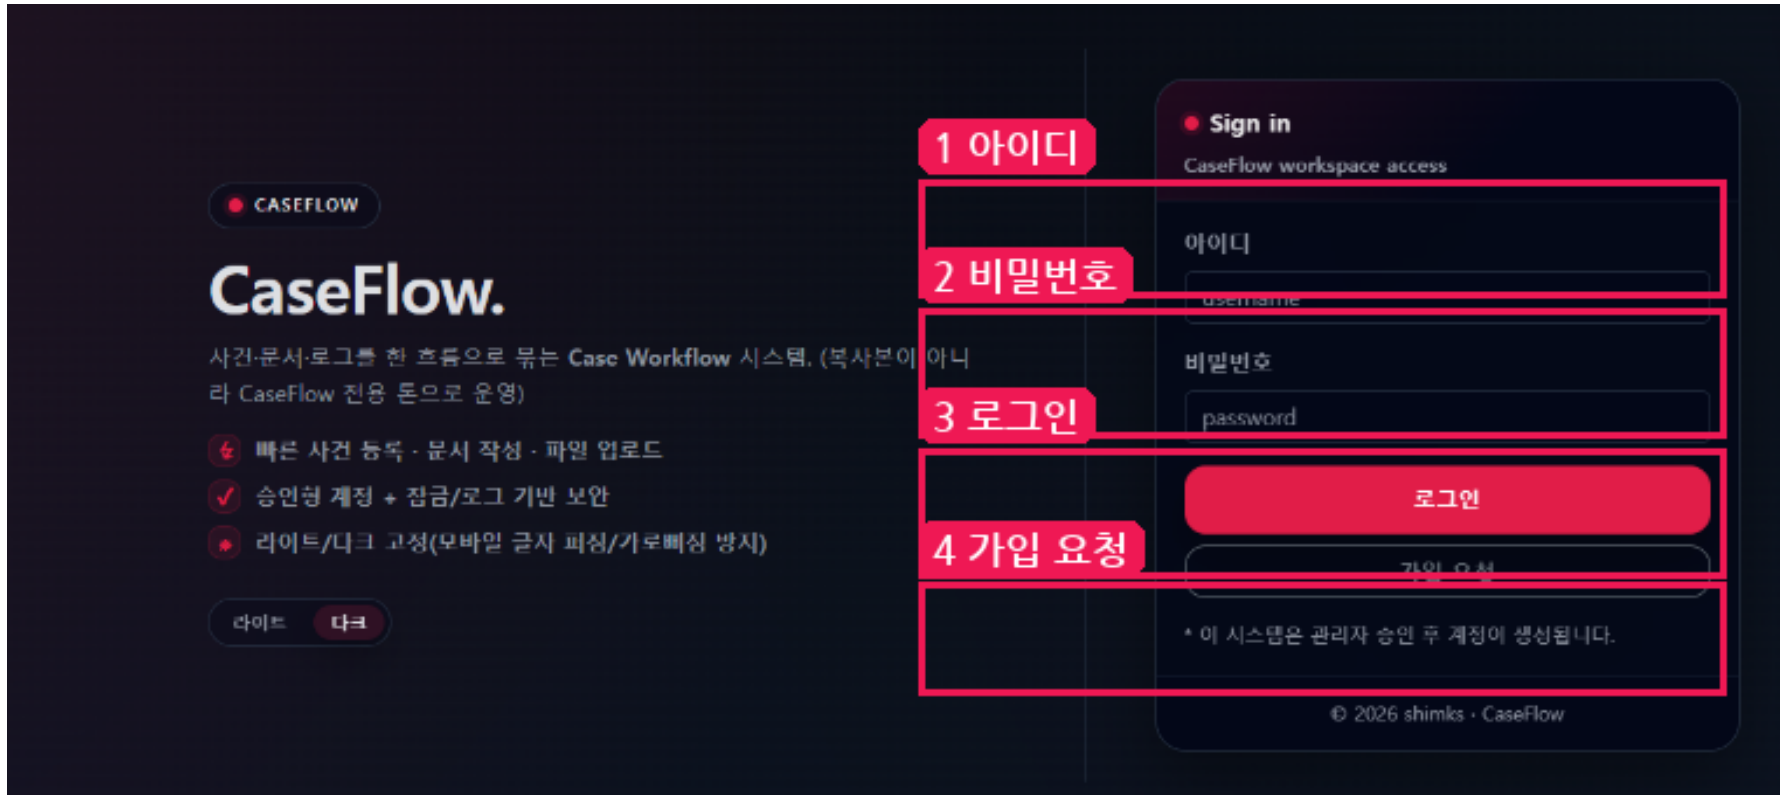 CASEFLOW
CaseFlow.
사건·문서·로그를 한 흐름으로 묶는 Case Workflow 시스템. (복사본이 아니
라 CaseFlow 전용 톤으로 운영)
빠른 사건 등록 · 문서 작성 · 파일 업로드
승인형 계정 + 잠금/로그 기반 보안
라이트/다크 고정(모바일 글자 퍼짐/가로삐짐 방지)
라이트 다크
1 아이디
2 비밀번호
3 로그인
4 가입 요청
Sign in
CaseFlow workspace access
아이디
username
비밀번호
password
로그인
가입 요청
* 이 시스템은 관리자 승인 후 계정이 생성됩니다.
© 2026 shimks · CaseFlow